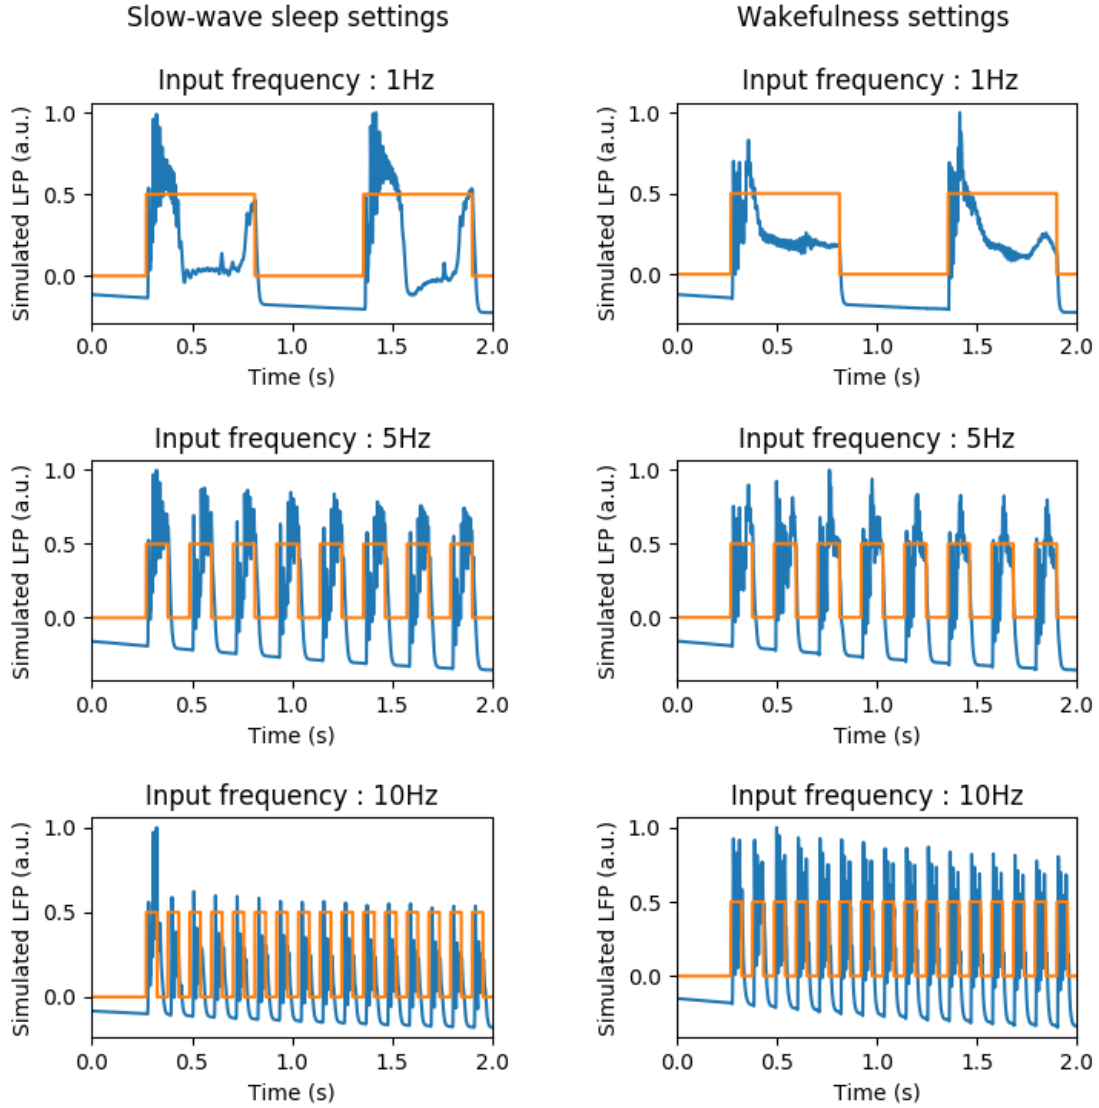 Slow-wave sleep settings
Wakefulness settings
Input frequency : 1Hz
Simulated LFP (a.u.)
1.0
0.5
0.0
0.0 0.5 1.0 1.5 2.0
Time (s)
Input frequency : 1Hz
Simulated LFP (a.u.)
1.0
0.5
0.0
0.0 0.5 1.0 1.5 2.0
Time (s)
Input frequency : 5Hz
Simulated LFP (a.u.)
1.0
0.5
0.0
0.0 0.5 1.0 1.5 2.0
Time (s)
Input frequency : 5Hz
Simulated LFP (a.u.)
1.0
0.5
0.0
0.0 0.5 1.0 1.5 2.0
Time (s)
Input frequency : 10Hz
Simulated LFP (a.u.)
1.0
0.5
0.0
0.0 0.5 1.0 1.5 2.0
Time (s)
Input frequency : 10Hz
Simulated LFP (a.u.)
1.0
0.5
0.0
0.0 0.5 1.0 1.5 2.0
Time (s)